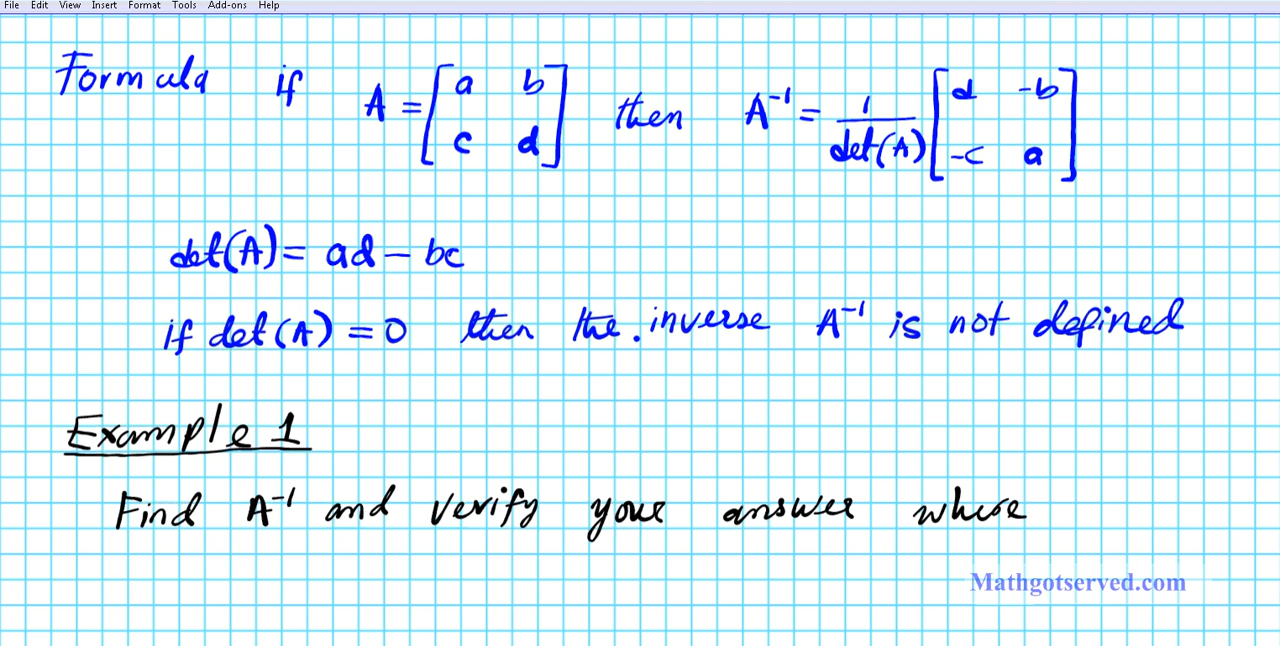 File Edit View Insert Format Tools Add-ons Help
Formula if A = [a b; c d] then A⁻¹ = 1/det(A) [d -b; -c a]
det(A) = ad - bc
if det(A) = 0 then the. inverse A⁻¹ is not defined
Example 1
Find A⁻¹ and verify your answer where
Mathgotserved.com